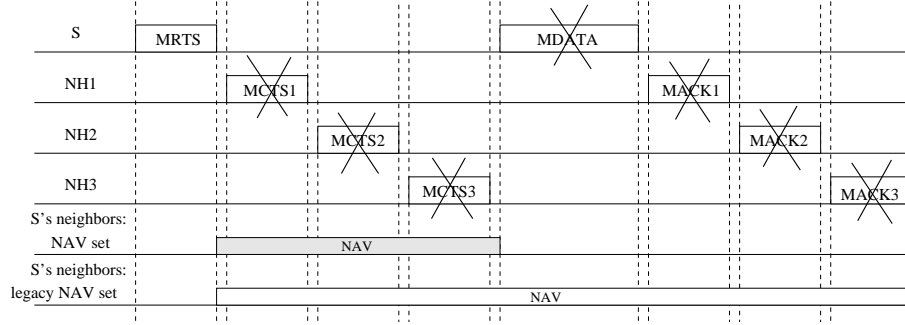 S MRTS MDATA
NH1 MCTS1 MACK1
NH2 MCTS2 MACK2
NH3 MCTS3 MACK3
S's neighbors:
NAV set NAV
S's neighbors:
legacy NAV set NAV